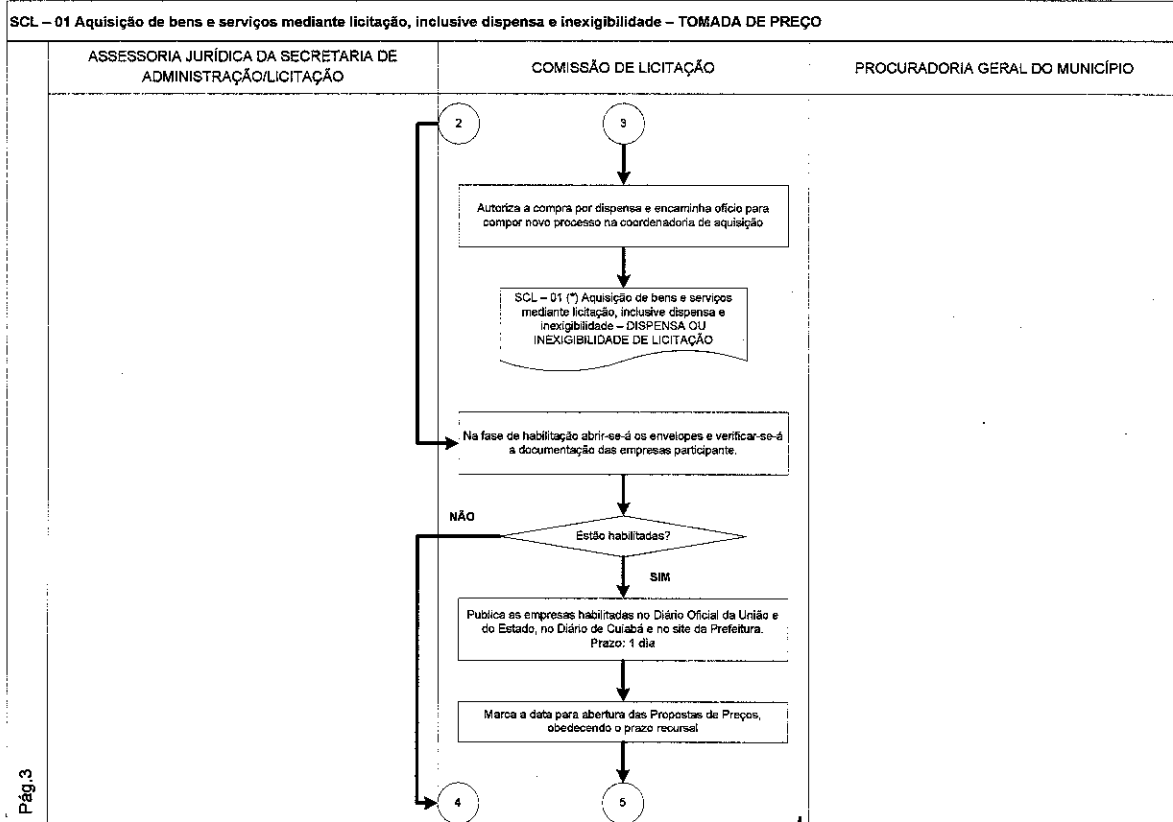 SCL – 01 Aquisição de bens e serviços mediante licitação, inclusive dispensa e inexigibilidade – TOMADA DE PREÇO
ASSESSORIA JURÍDICA DA SECRETARIA DE
ADMINISTRAÇÃO/LICITAÇÃO
COMISSÃO DE LICITAÇÃO
PROCURADORIA GERAL DO MUNICÍPIO
2
3
Autoriza a compra por dispensa e encaminha ofício para
compor novo processo na coordenadoria de aquisição
SCL – 01 (*) Aquisição de bens e serviços
mediante licitação, inclusive dispensa e
inexigibilidade – DISPENSA OU
INEXIGIBILIDADE DE LICITAÇÃO
Na fase de habilitação abrir-se-á os envelopes e verificar-se-á
a documentação das empresas participante.
NÃO
Estão habilitadas?
SIM
Publica as empresas habilitadas no Diário Oficial da União e
do Estado, no Diário de Cuiabá e no site da Prefeitura.
Prazo: 1 dia
Marca a data para abertura das Propostas de Preços,
obedecendo o prazo recursal
4
5
Pág.3